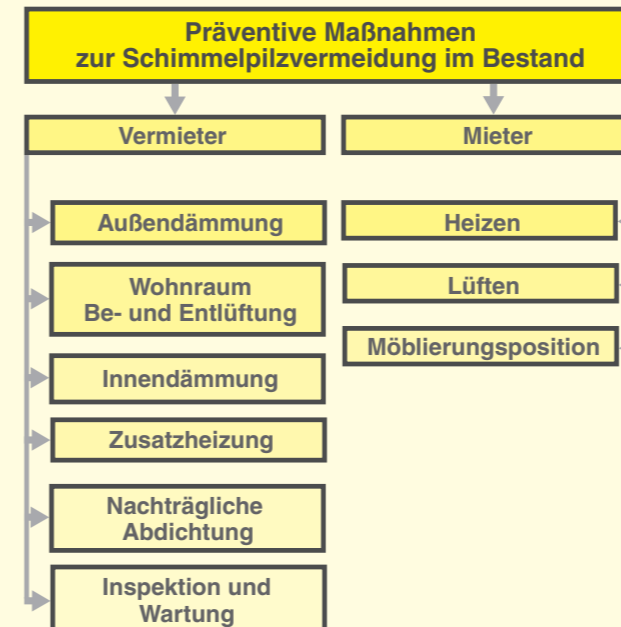 Präventive Maßnahmen
zur Schimmelpilzvermeidung im Bestand
Vermieter
Außendämmung
Wohnraum
Be- und Entlüftung
Innendämmung
Zusatzheizung
Nachträgliche
Abdichtung
Inspektion und
Wartung
Mieter
Heizen
Lüften
Möblierungsposition